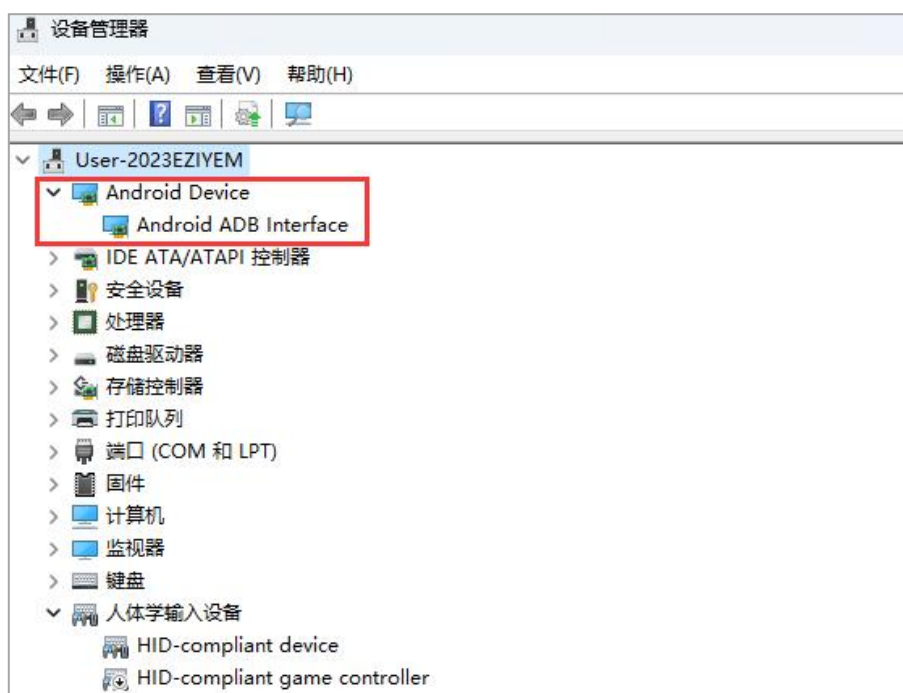 设备管理器
文件(F) 操作(A) 查看(V) 帮助(H)
User-2023EZIYEM
Android Device
Android ADB Interface
IDE ATA/ATAPI 控制器
安全设备
处理器
磁盘驱动器
存储控制器
打印队列
端口 (COM 和 LPT)
固件
计算机
监视器
键盘
人体学输入设备
HID-compliant device
HID-compliant game controller